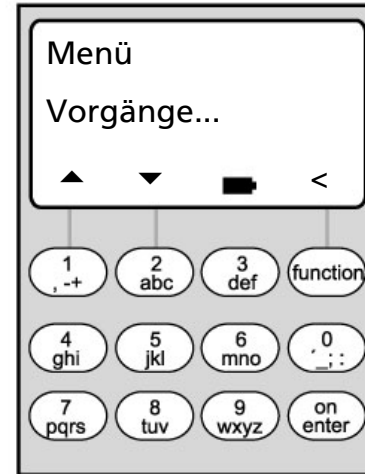 Menü
Vorgänge...
<
1 2 3 function
, -+ abc def
4 5 6 0
ghi jkl mno ´_; :
7 8 9 on
pqrs tuv wxyz enter